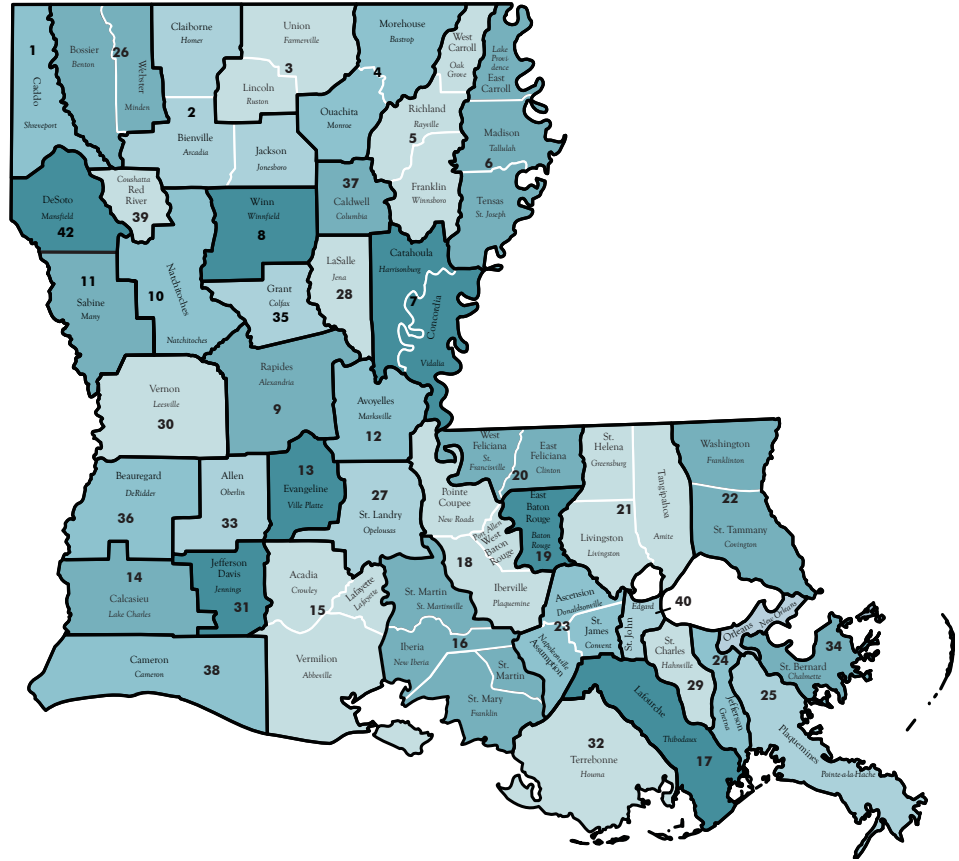 1
Caddo
Shreveport
Bossier
Benton
26
Webster
Minden
Claiborne
Homer
2
Bienville
Arcadia
Union
Farmerville
3
Lincoln
Ruston
Jackson
Jonesboro
Morehouse
Bastrop
4
Ouachita
Monroe
West
Carroll
Oak
Grove
Lake
Provi-
dence
East
Carroll
Richland
Rayville
5
Franklin
Winnsboro
Madison
Tallulah
6
Tensas
St. Joseph
DeSoto
Mansfield
42
Coushatta
Red
River
39
Winn
Winnfield
8
37
Caldwell
Columbia
11
Sabine
Many
10
Natchitoches
Natchitoches
Grant
Colfax
35
LaSalle
Jena
28
Catahoula
Harrisonburg
7
Concordia
Vidalia
Vernon
Leesville
30
Rapides
Alexandria
9
Avoyelles
Marksville
12
Beauregard
DeRidder
36
Allen
Oberlin
33
13
Evangeline
Ville Platte
27
St. Landry
Opelousas
Pointe
Coupee
New Roads
Port Allen
West
Baton
Rouge
18
Iberville
Plaquemine
West
Feliciana
St.
Francisville
20
East
Feliciana
Clinton
East
Baton
Rouge
Baton
Rouge
19
St.
Helena
Greensburg
21
Livingston
Livingston
Tangipahoa
Amite
Washington
Franklinton
22
St. Tammany
Covington
14
Calcasieu
Lake Charles
Jefferson
Davis
Jennings
31
Acadia
Crowley
15
Lafayette
Lafayette
Vermilion
Abbeville
Cameron
Cameron
38
St. Martin
St. Martinville
16
Iberia
New Iberia
St.
Martin
St. Mary
Franklin
Ascension
Donaldsonville
23
St.
James
Convent
Napoleonville
Assumption
Edgard
St. John
40
St.
Charles
Hahnville
29
Orleans
New Orleans
24
Jefferson
Gretna
34
St. Bernard
Chalmette
25
Plaquemines
Pointe-a-la-Hache
Lafourche
Thibodaux
17
32
Terrebonne
Houma